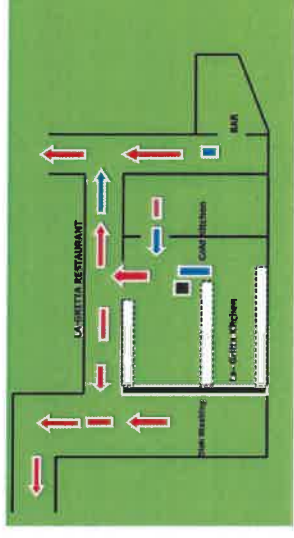 LA-GRITTA RESTAURANT
BAR
Cold Kitchen
La - Gritta Kitchen
Dish Washing